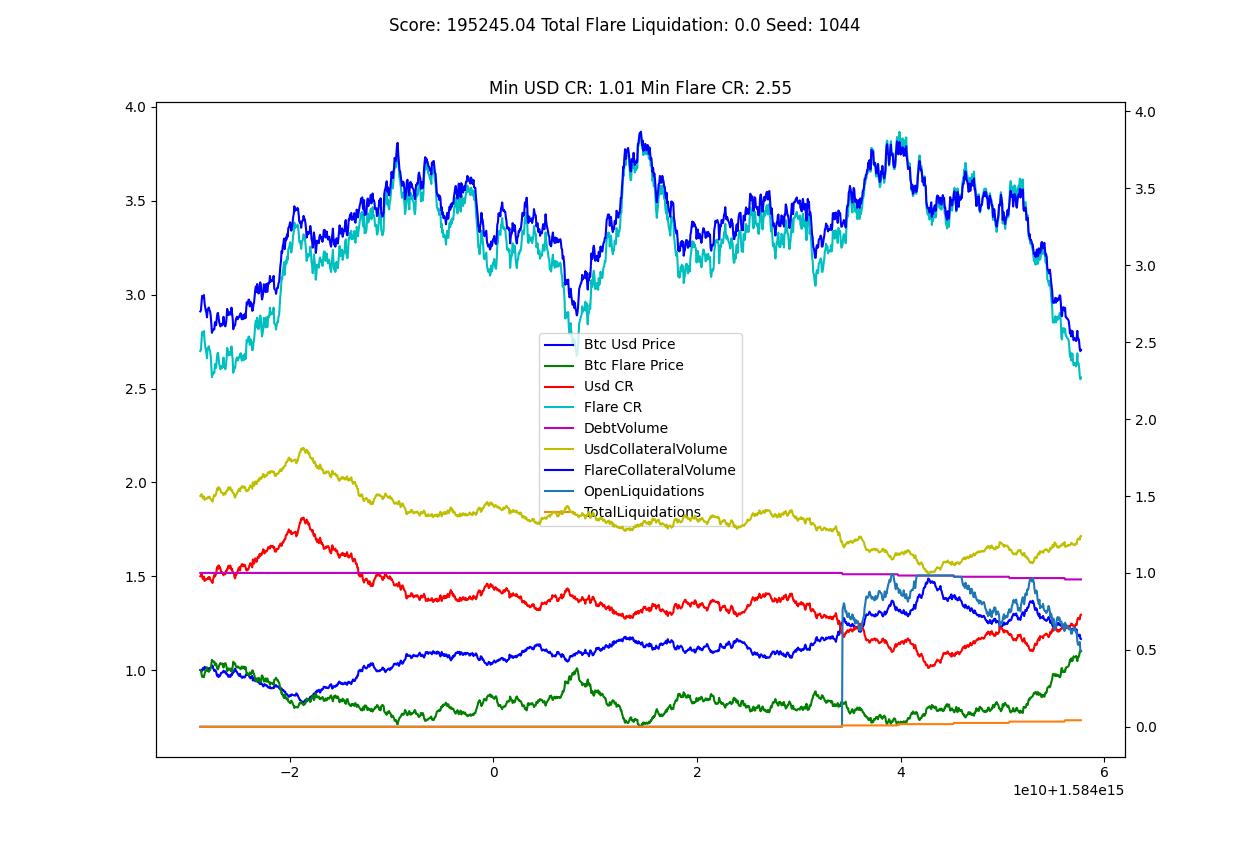 Score: 195245.04 Total Flare Liquidation: 0.0 Seed: 1044
Min USD CR: 1.01 Min Flare CR: 2.55
4.0
3.5
3.0
2.5
2.0
1.5
1.0
4.0
3.5
3.0
2.5
2.0
1.5
1.0
0.5
0.0
Btc Usd Price
Btc Flare Price
Usd CR
Flare CR
DebtVolume
UsdCollateralVolume
FlareCollateralVolume
OpenLiquidations
TotalLiquidations
−2 0 2 4 6
1e10+1.584e15